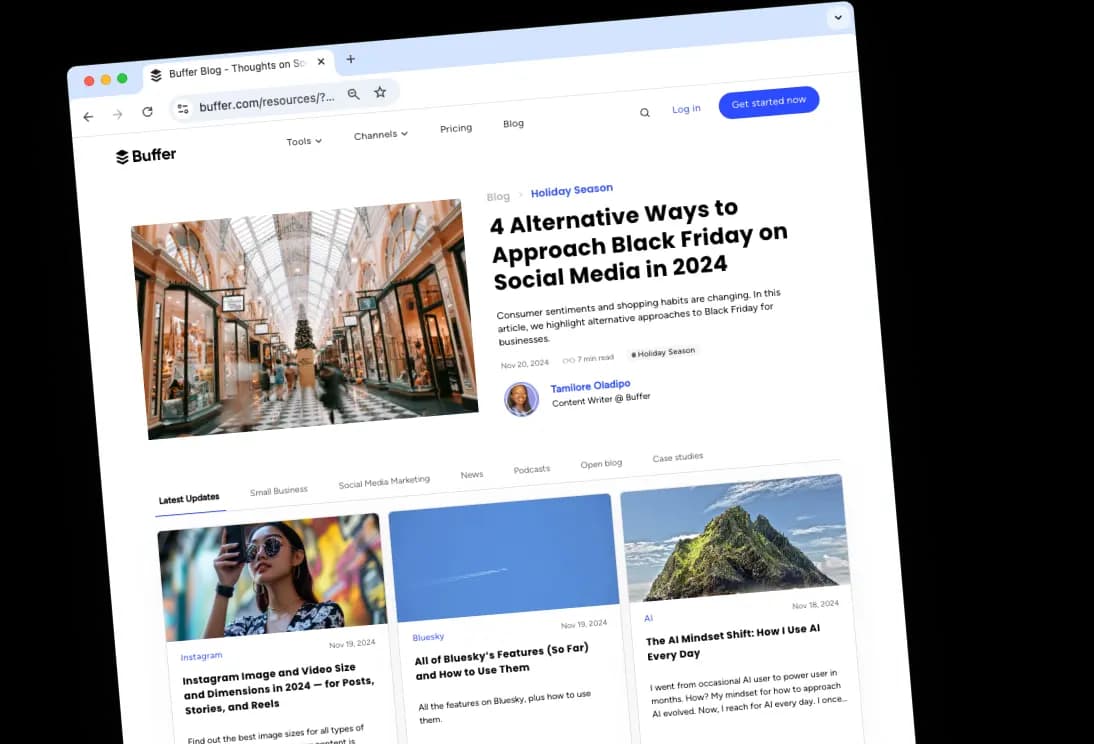 Buffer Blog - Thoughts on So
buffer.com/resources/?...
Buffer
Tools
Channels
Pricing
Blog
Log in
Get started now
Blog > Holiday Season
4 Alternative Ways to
Approach Black Friday on
Social Media in 2024
Consumer sentiments and shopping habits are changing. In this
article, we highlight alternative approaches to Black Friday for
businesses.
Nov 20, 2024
7 min read
# Holiday Season
Tamilore Oladipo
Content Writer @ Buffer
Latest Updates
Small Business
Social Media Marketing
News
Podcasts
Open blog
Case studies
Instagram
Nov 19, 2024
Instagram Image and Video Size
and Dimensions in 2024 — for Posts,
Stories, and Reels
Find out the best image sizes for all types of
content is
Bluesky
Nov 19, 2024
All of Bluesky's Features (So Far)
and How to Use Them
All the features on Bluesky, plus how to use
them.
AI
Nov 18, 2024
The AI Mindset Shift: How I Use AI
Every Day
I went from occasional AI user to power user in
months. How? My mindset for how to approach
AI evolved. Now, I reach for AI every day. I once...